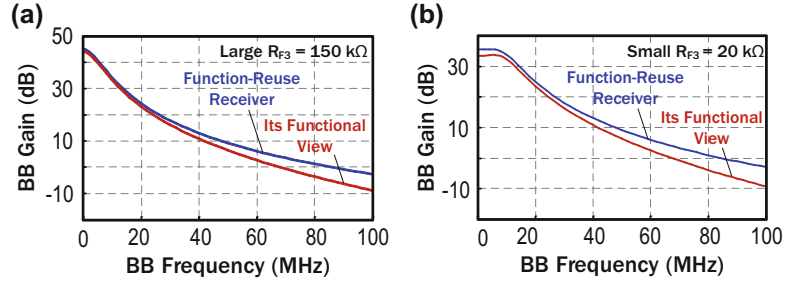 (a)
50
30
10
-10
BB Gain (dB)
Large RF3 = 150 kΩ
Function-Reuse
Receiver
Its Functional
View
0
20
40
60
80
100
BB Frequency (MHz)
(b)
30
10
-10
BB Gain (dB)
Small RF3 = 20 kΩ
Function-Reuse
Receiver
Its Functional
View
0
20
40
60
80
100
BB Frequency (MHz)